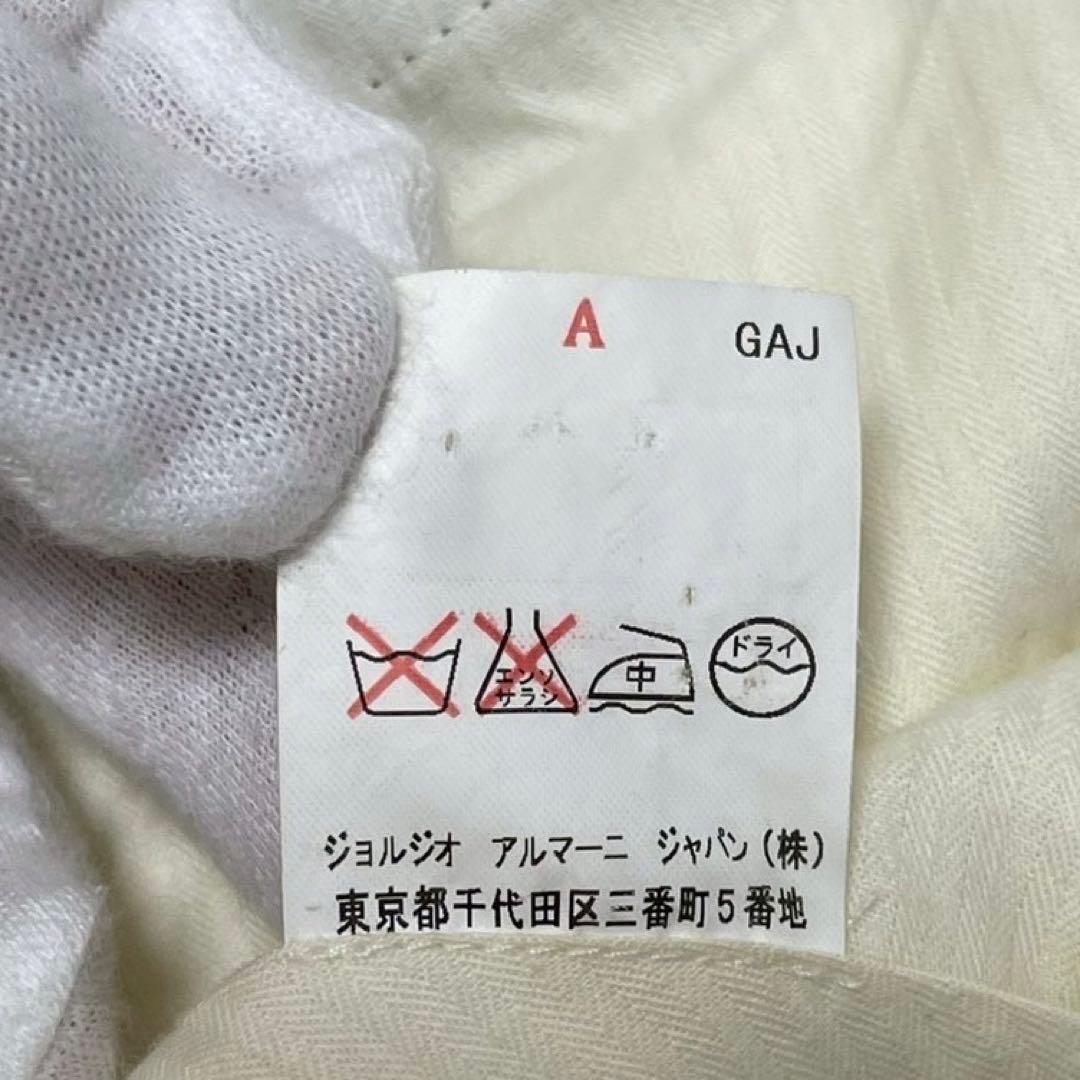 A GAJ
エンソ
サラシ
中
ドライ
ジョルジオ アルマーニ ジャパン(株)
東京都千代田区三番町5番地